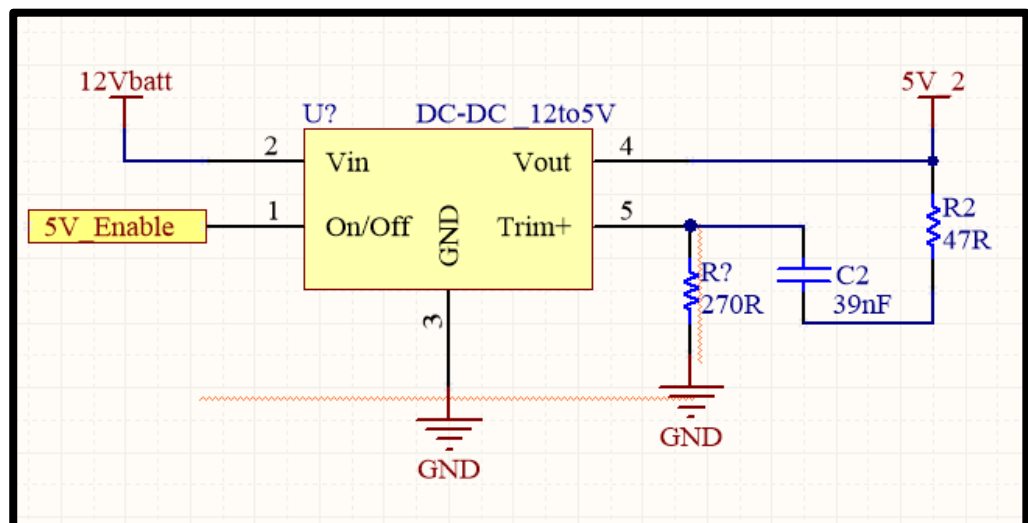 12Vbatt
5V_2
U?
DC-DC _12to5V
2
Vin
Vout
4
5V_Enable
1
On/Off
GND
Trim+
5
R2
47R
R?
270R
C2
39nF
3
GND
GND